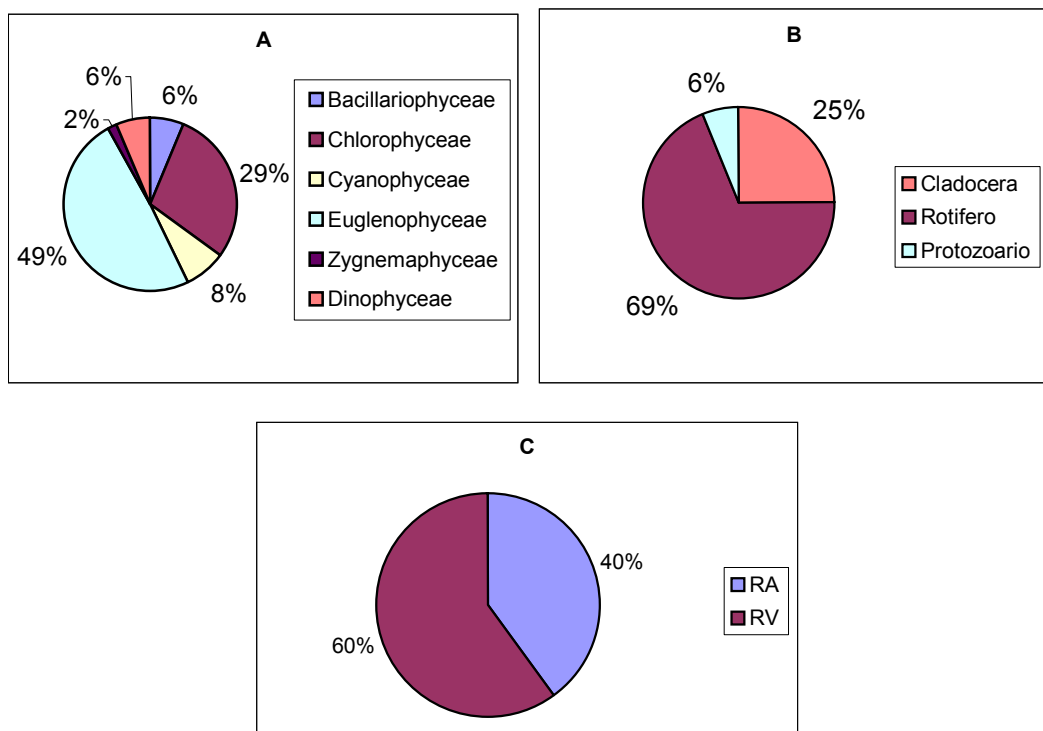 A
6%
6%
2%
29%
49%
8%
Bacillariophyceae
Chlorophyceae
Cyanophyceae
Euglenophyceae
Zygnemaphyceae
Dinophyceae
B
6%
25%
69%
Cladocera
Rotifero
Protozoario
C
40%
60%
RA
RV